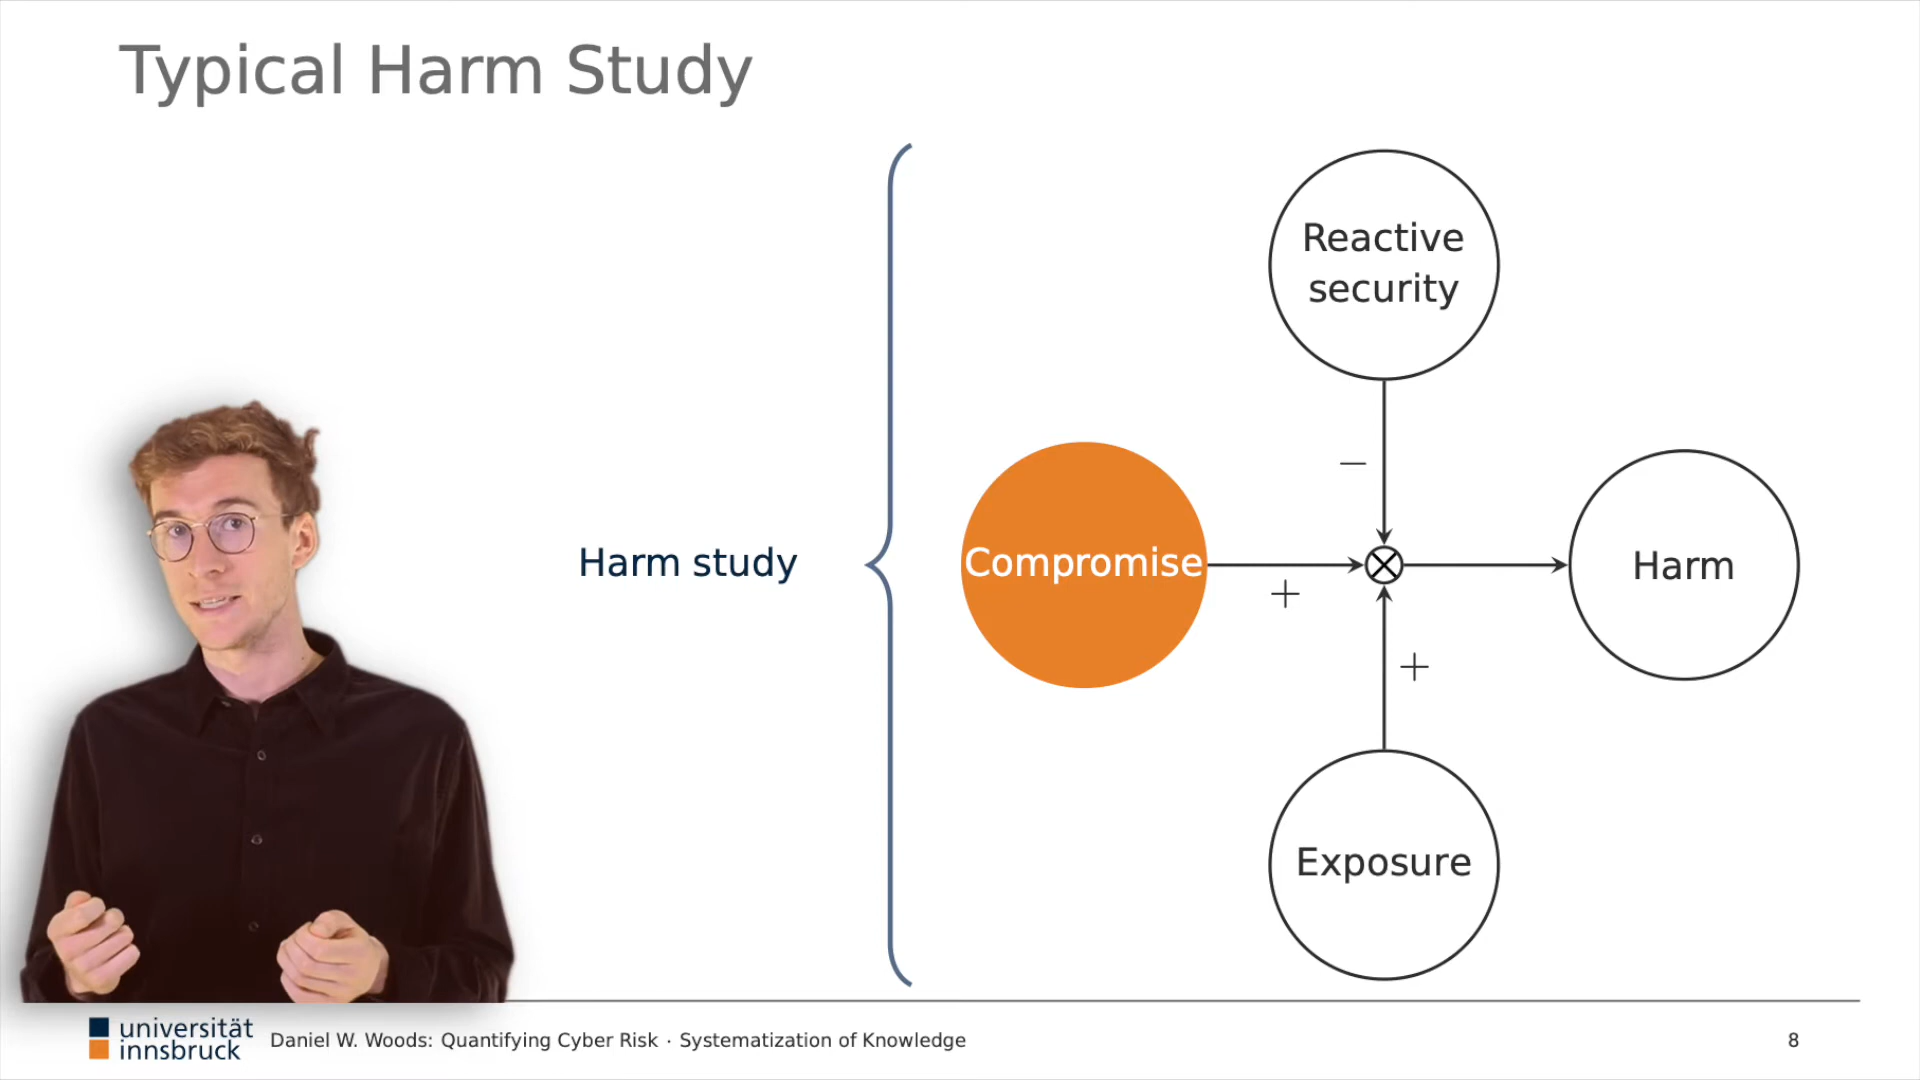 Typical Harm Study
Reactive
security
−
Harm study
Compromise
+
Harm
+
Exposure
universität
innsbruck
Daniel W. Woods: Quantifying Cyber Risk · Systematization of Knowledge
8